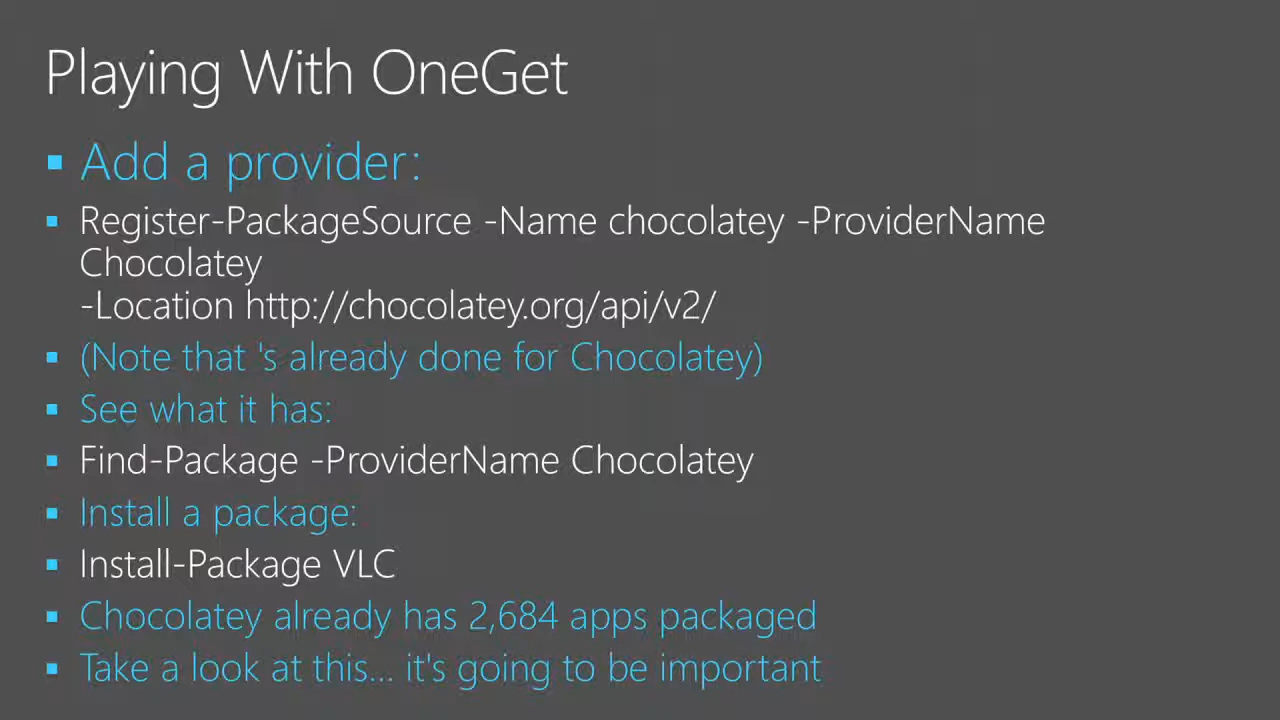 Playing With OneGet
Add a provider:
Register-PackageSource -Name chocolatey -ProviderName
Chocolatey
-Location http://chocolatey.org/api/v2/
(Note that 's already done for Chocolatey)
See what it has:
Find-Package -ProviderName Chocolatey
Install a package:
Install-Package VLC
Chocolatey already has 2,684 apps packaged
Take a look at this... it's going to be important